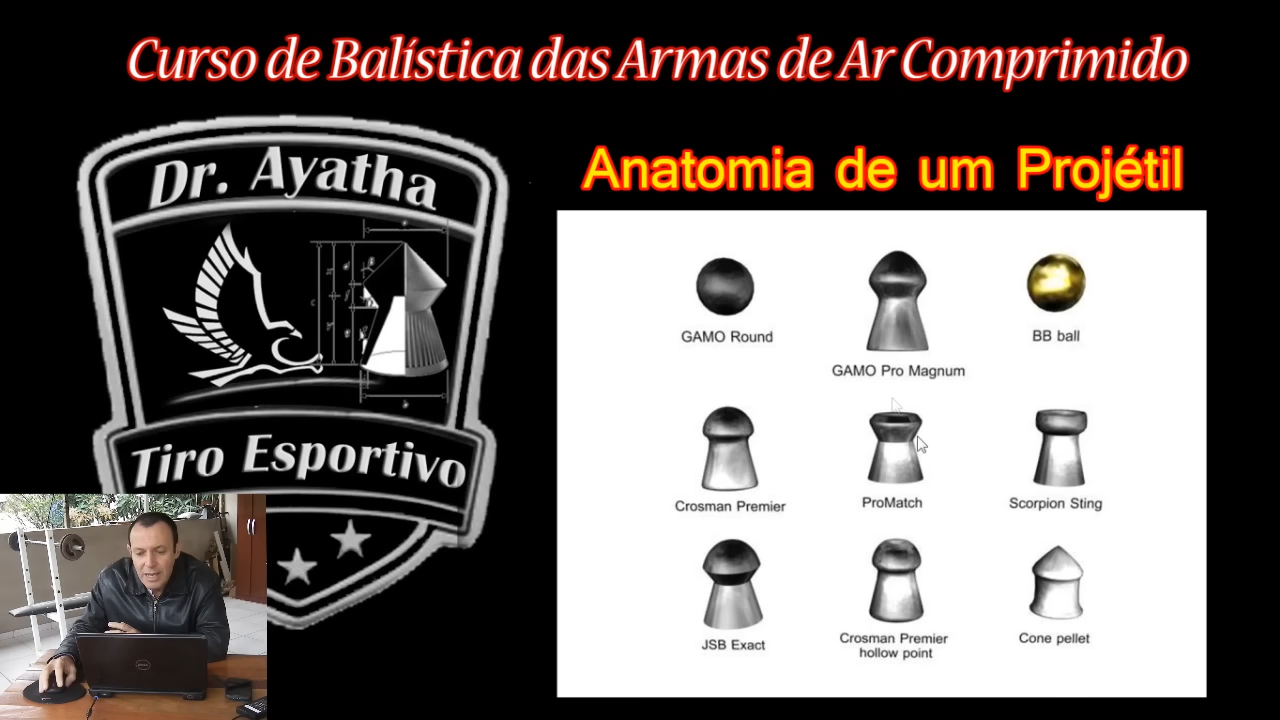 Curso de Balística das Armas de Ar Comprimido
Dr. Ayatha
Tiro Esportivo
Anatomia de um Projétil
GAMO Round
GAMO Pro Magnum
BB ball
Crosman Premier
ProMatch
Scorpion Sting
JSB Exact
Crosman Premier
hollow point
Cone pellet